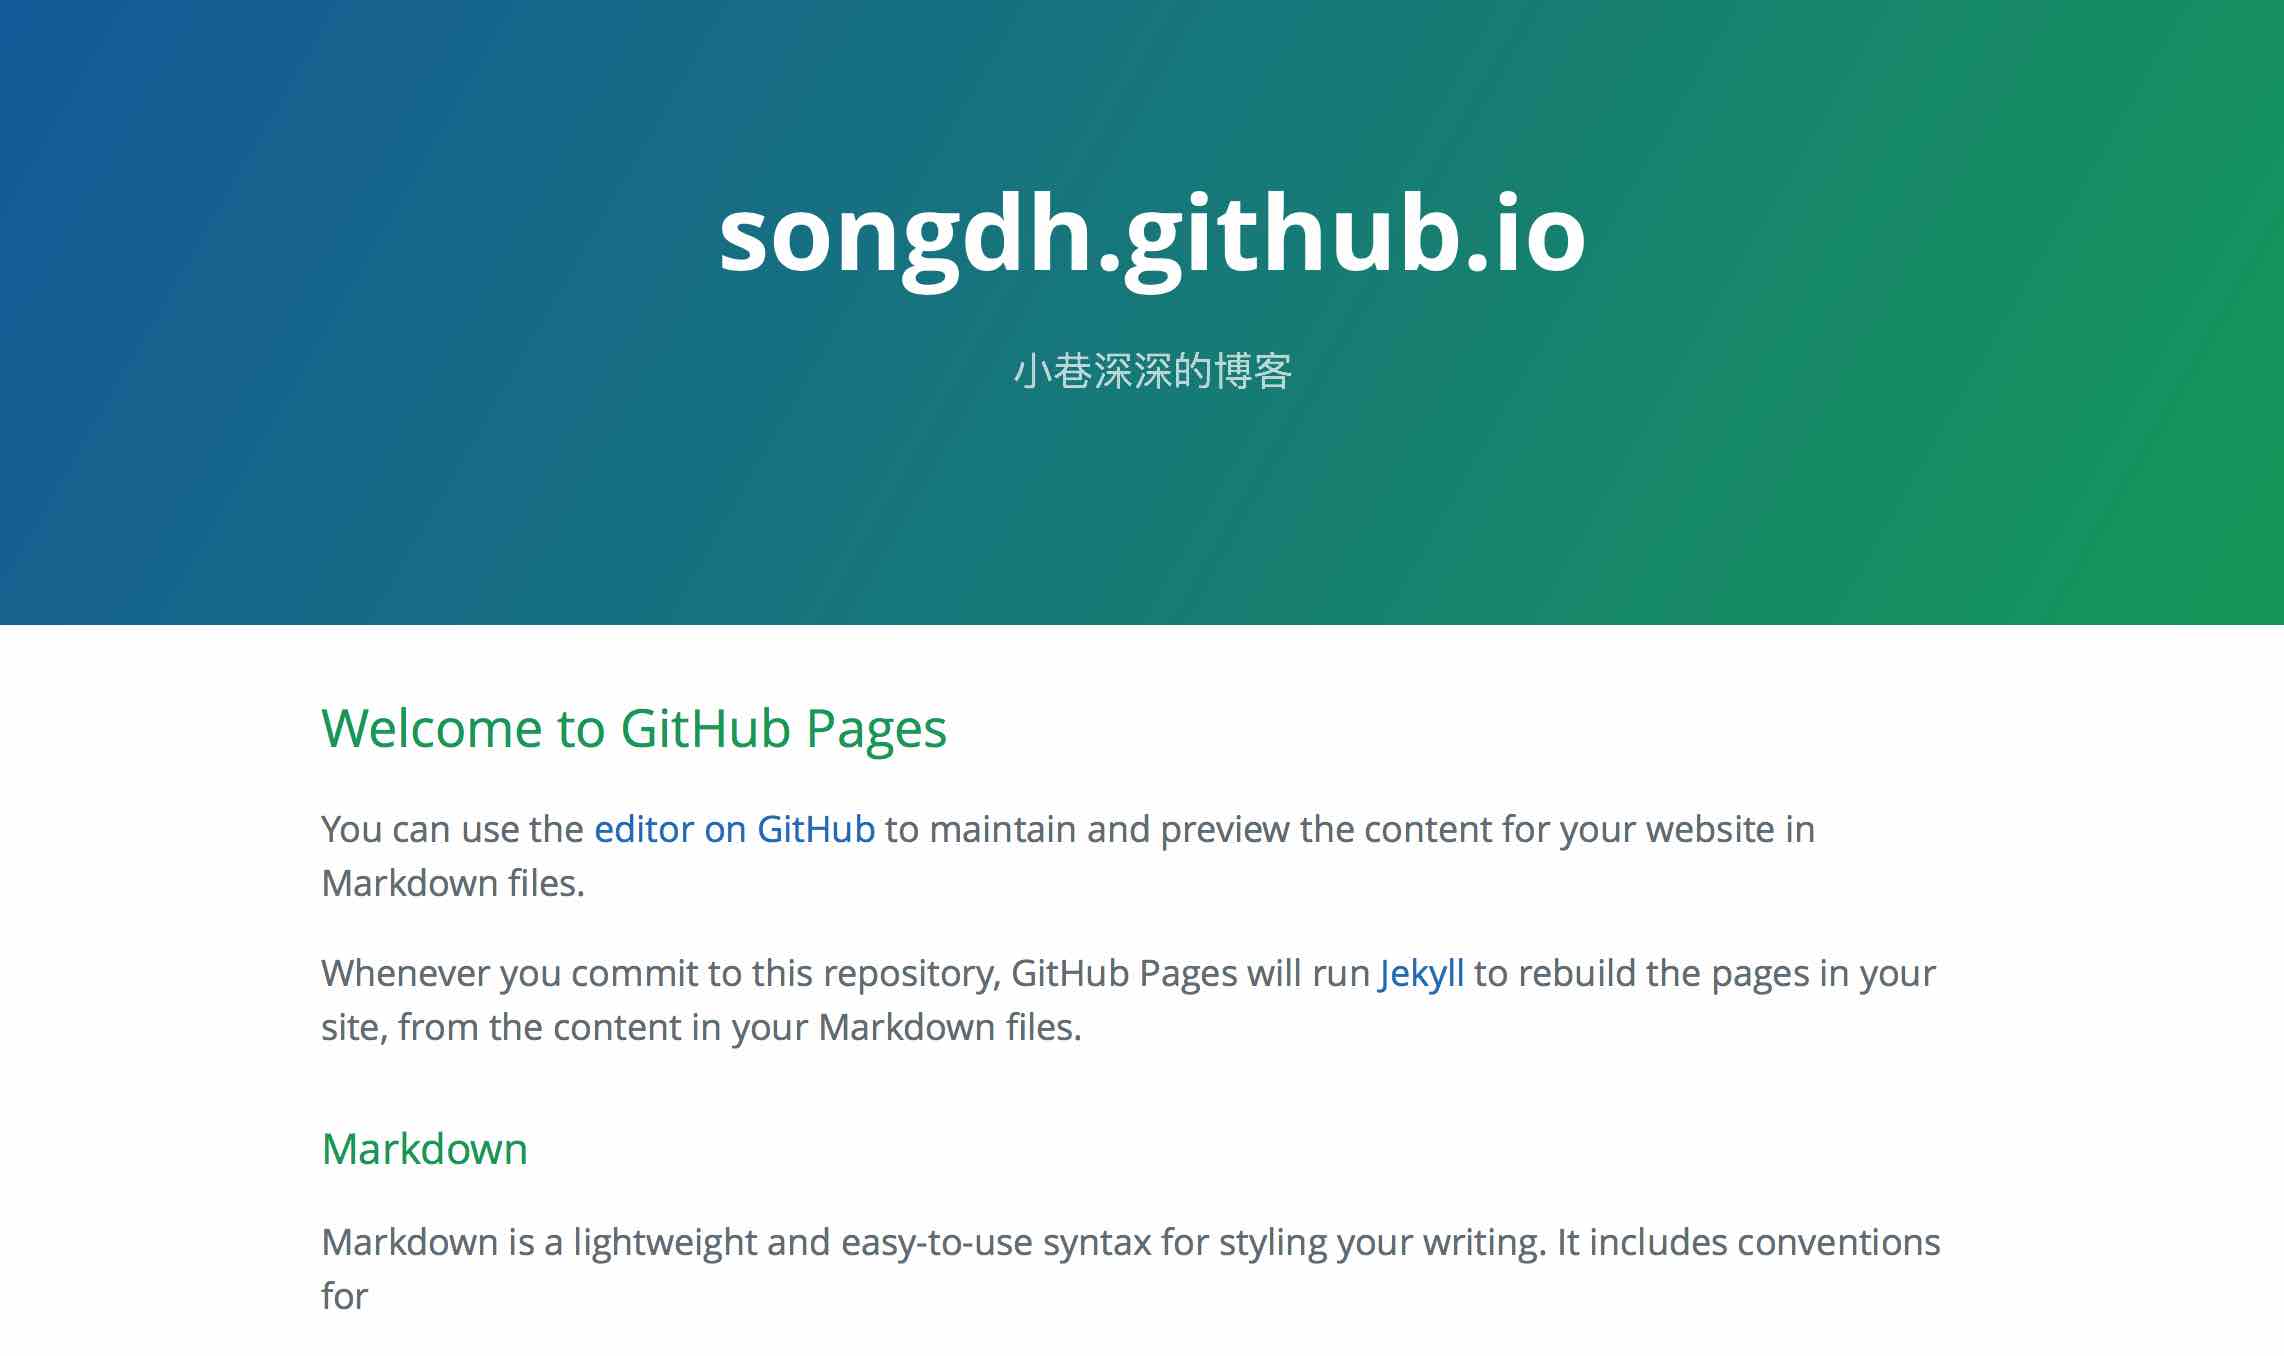 songdh.github.io
小巷深深的博客
Welcome to GitHub Pages
You can use the editor on GitHub to maintain and preview the content for your website in
Markdown files.
Whenever you commit to this repository, GitHub Pages will run Jekyll to rebuild the pages in your
site, from the content in your Markdown files.
Markdown
Markdown is a lightweight and easy-to-use syntax for styling your writing. It includes conventions
for